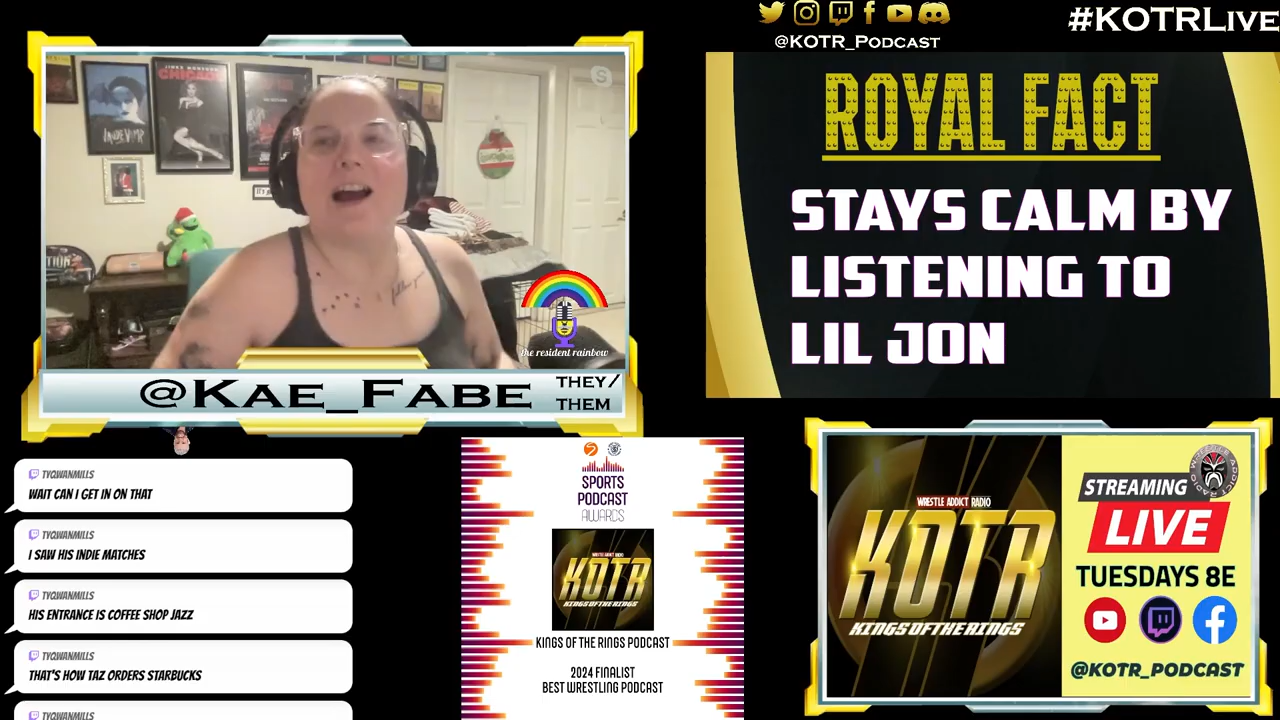 @KOTR_PODCAST
#KOTRLIVE
CHICAGO
the resident rainbow
@KAE_FABE
THEY/
THEM
ROYAL FACT
STAYS CALM BY
LISTENING TO
LIL JON
TYQWANMILLS
WAIT CAN I GET IN ON THAT
TYQWANMILLS
I SAW HIS INDIE MATCHES
TYQWANMILLS
HIS ENTRANCE IS COFFEE SHOP JAZZ
TYQWANMILLS
THAT'S HOW TAZ ORDERS STARBUCKS
TYQWANMILLS
SPORTS
PODCAST
AWARDS
WRESTLE ADDICT RADIO
KOTR
KINGS OF THE RINGS
KINGS OF THE RINGS PODCAST
2024 FINALIST
BEST WRESTLING PODCAST
WRESTLE ADDICT RADIO
KOTR
KINGS OF THE RINGS
WRESTLE ADDICT RADIO
STREAMING
LIVE
TUESDAYS 8E
@KOTR_PODCAST